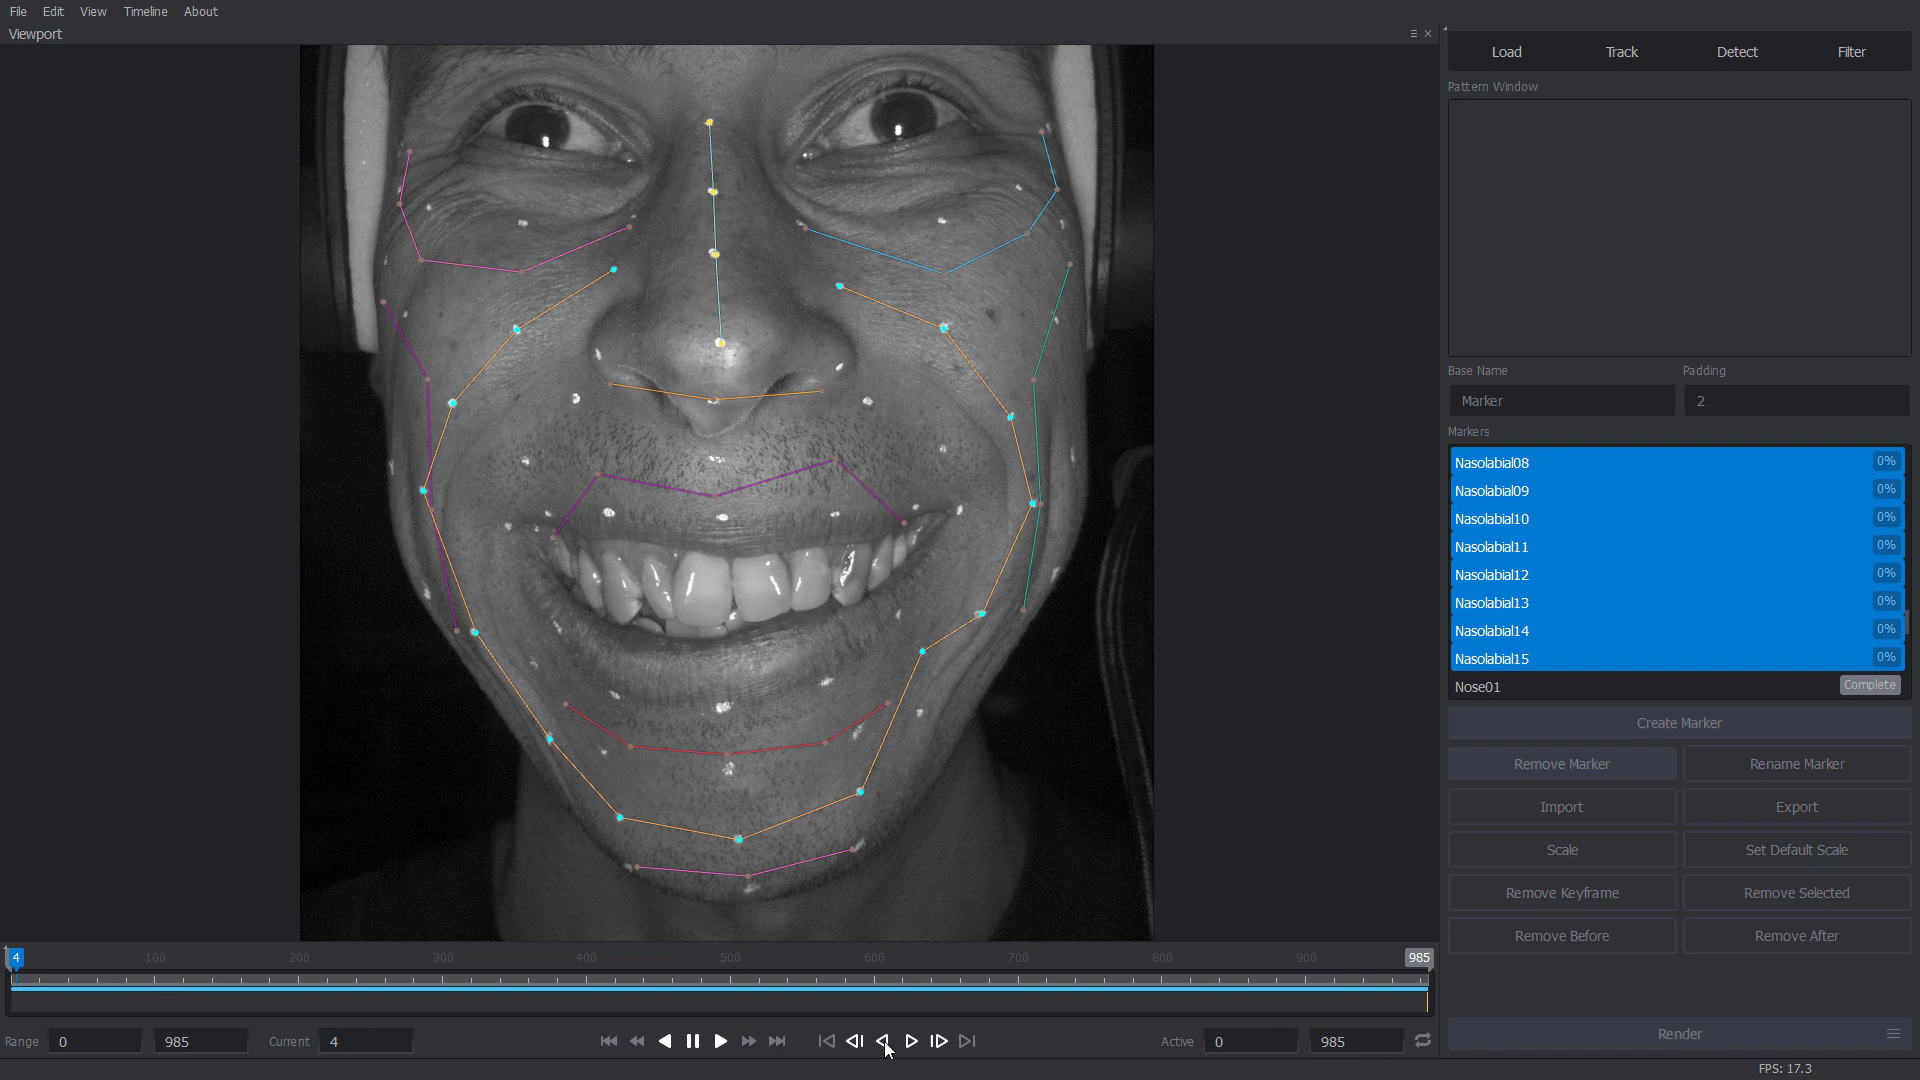 File Edit View Timeline About
Viewport
Load Track Detect Filter
Pattern Window
Base Name Padding
Marker 2
Markers
Nasolabial08 0%
Nasolabial09 0%
Nasolabial10 0%
Nasolabial11 0%
Nasolabial12 0%
Nasolabial13 0%
Nasolabial14 0%
Nasolabial15 0%
Nose01 Complete
Create Marker
Remove Marker Rename Marker
Import Export
Scale Set Default Scale
Remove Keyframe Remove Selected
Remove Before Remove After
4 100 200 300 400 500 600 700 800 900 985
Range 0 985 Current 4 Active 0 985
Render
FPS: 17.3